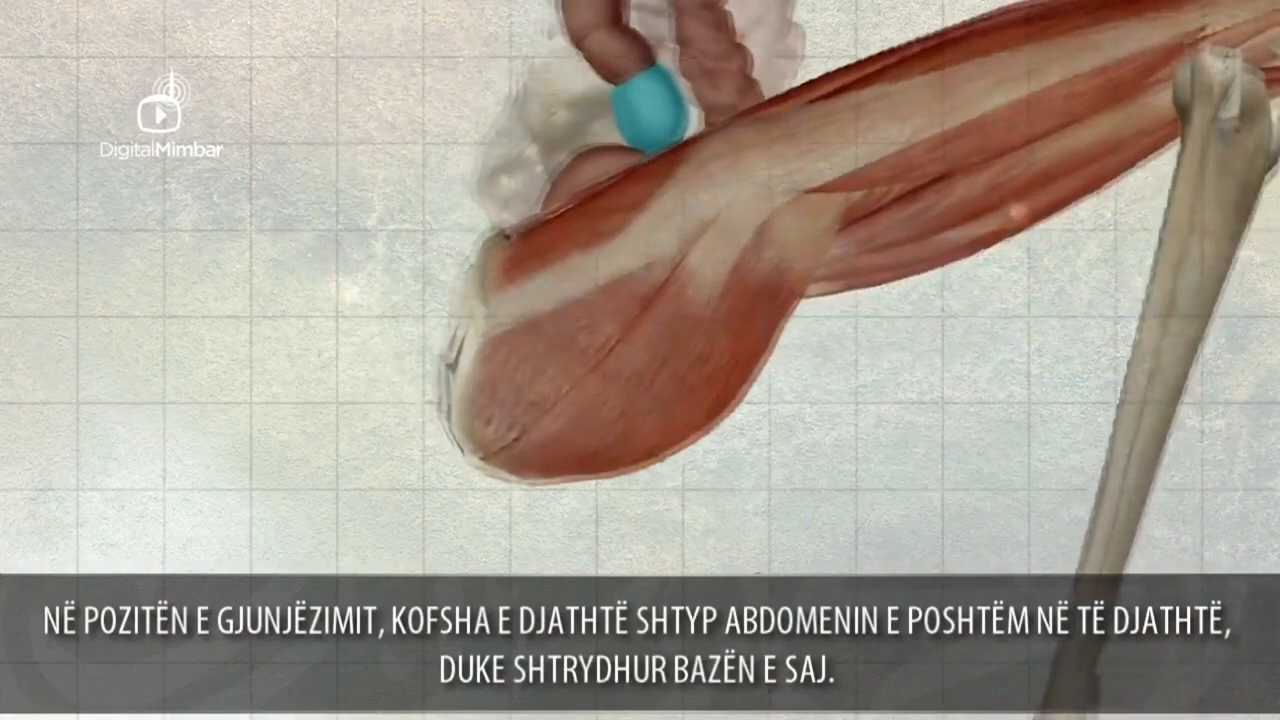 DigitalMimbar
NË POZITËN E GJUNJËZIMIT, KOFSHA E DJATHTË SHTYP ABDOMENIN E POSHTËM NË TË DJATHTË,
DUKE SHTRYDHUR BAZËN E SAJ.